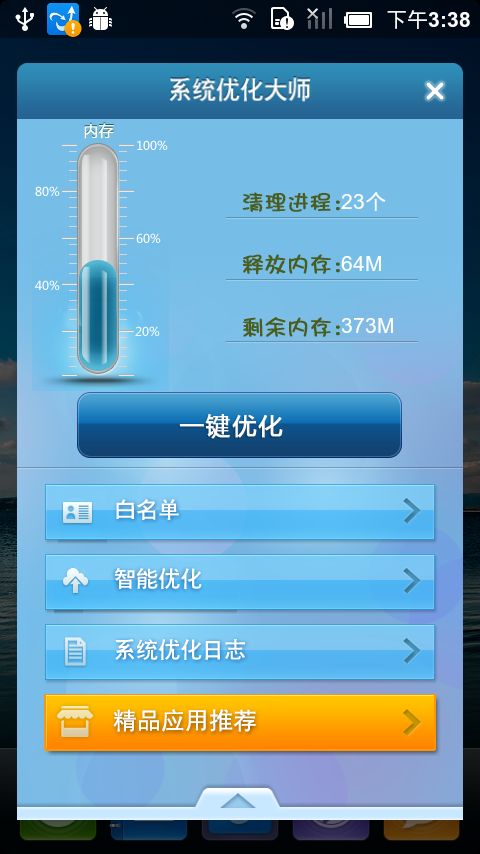 下午3:38
系统优化大师
内存
100%
80%
60%
40%
20%
清理进程:23个
释放内存:64M
剩余内存:373M
一键优化
白名单
智能优化
系统优化日志
精品应用推荐